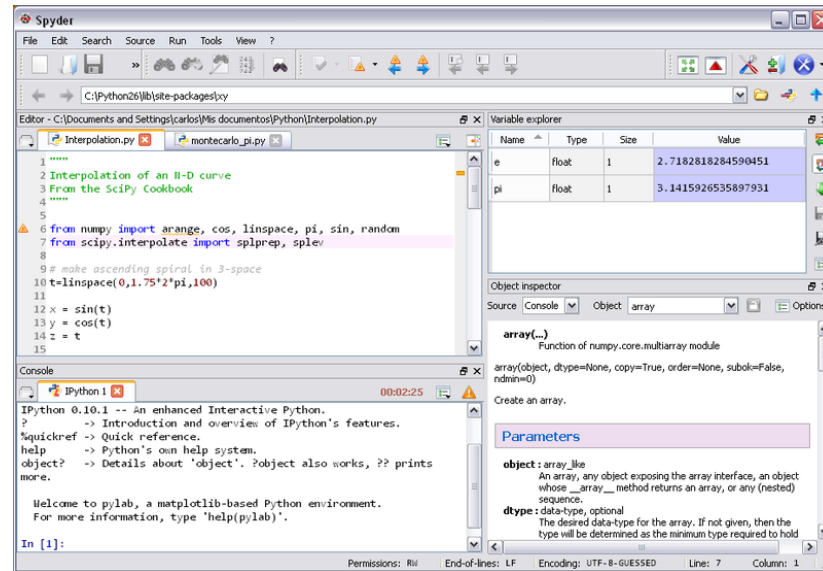 Spyder
File Edit Search Source Run Tools View ?
»
C:\Python26\lib\site-packages\xy
Editor - C:\Documents and Settings\carlos\Mis documentos\Python\Interpolation.py
Interpolation.py montecarlo_pi.py
1 """
2 Interpolation of an N-D curve
3 From the SciPy Cookbook
4 """
5
6 from numpy import arange, cos, linspace, pi, sin, random
7 from scipy.interpolate import splprep, splev
8
9 # make ascending spiral in 3-space
10 t=linspace(0,1.75*2*pi,100)
11
12 x = sin(t)
13 y = cos(t)
14 z = t
15
Console
IPython 1 00:02:25
IPython 0.10.1 -- An enhanced Interactive Python.
? -> Introduction and overview of IPython's features.
%quickref -> Quick reference.
help -> Python's own help system.
object? -> Details about 'object'. ?object also works, ?? prints
more.
Welcome to pylab, a matplotlib-based Python environment.
For more information, type 'help(pylab)'.
In [1]:
Variable explorer
Name Type Size Value
e float 1 2.7182818284590451
pi float 1 3.1415926535897931
Object inspector
Source Console Object array Options
array(...)
Function of numpy.core.multiarray module
array(object, dtype=None, copy=True, order=None, subok=False,
ndmin=0)
Create an array.
Parameters
object : array_like
An array, any object exposing the array interface, an object
whose __array__ method returns an array, or any (nested)
sequence.
dtype : data-type, optional
The desired data-type for the array. If not given, then the
type will be determined as the minimum type required to hold
Permissions: RW End-of-lines: LF Encoding: UTF-8-GUESSED Line: 7 Column: 1